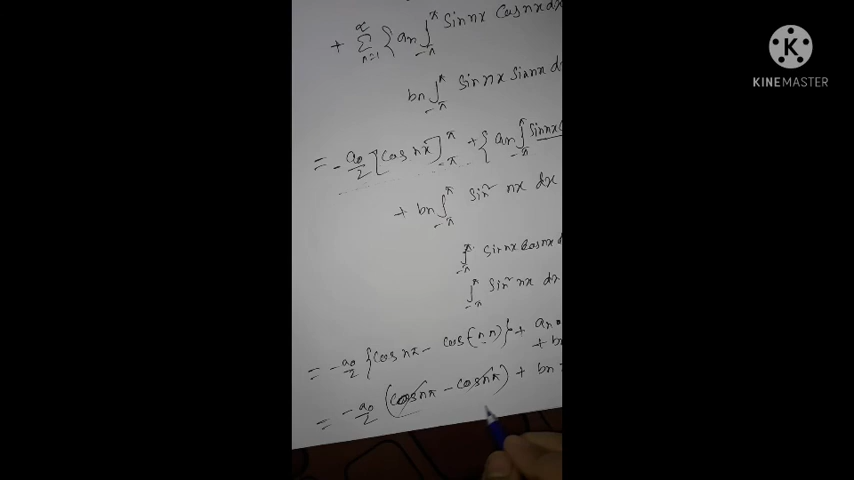 + ∞ Σ n=1 { an ∫_{-π}^{π} Sin nx Cos nx dx
bn ∫_{-π}^{π} Sin nx Sin nx d
= - a0/2 [Cos nx]_{-π}^{π} + { an ∫_{-π}^{π} Sin nx
+ bn ∫_{-π}^{π} Sin² nx dx
∫_{-π}^{π} Sin nx Cos nx d
∫_{-π}^{π} Sin² nx dx
= - a0/2 { Cos nπ - Cos(-nπ) } + an 0
+ bn
= - a0/2 ( Cos nπ - Cos nπ ) + bn
K
KINEMASTER